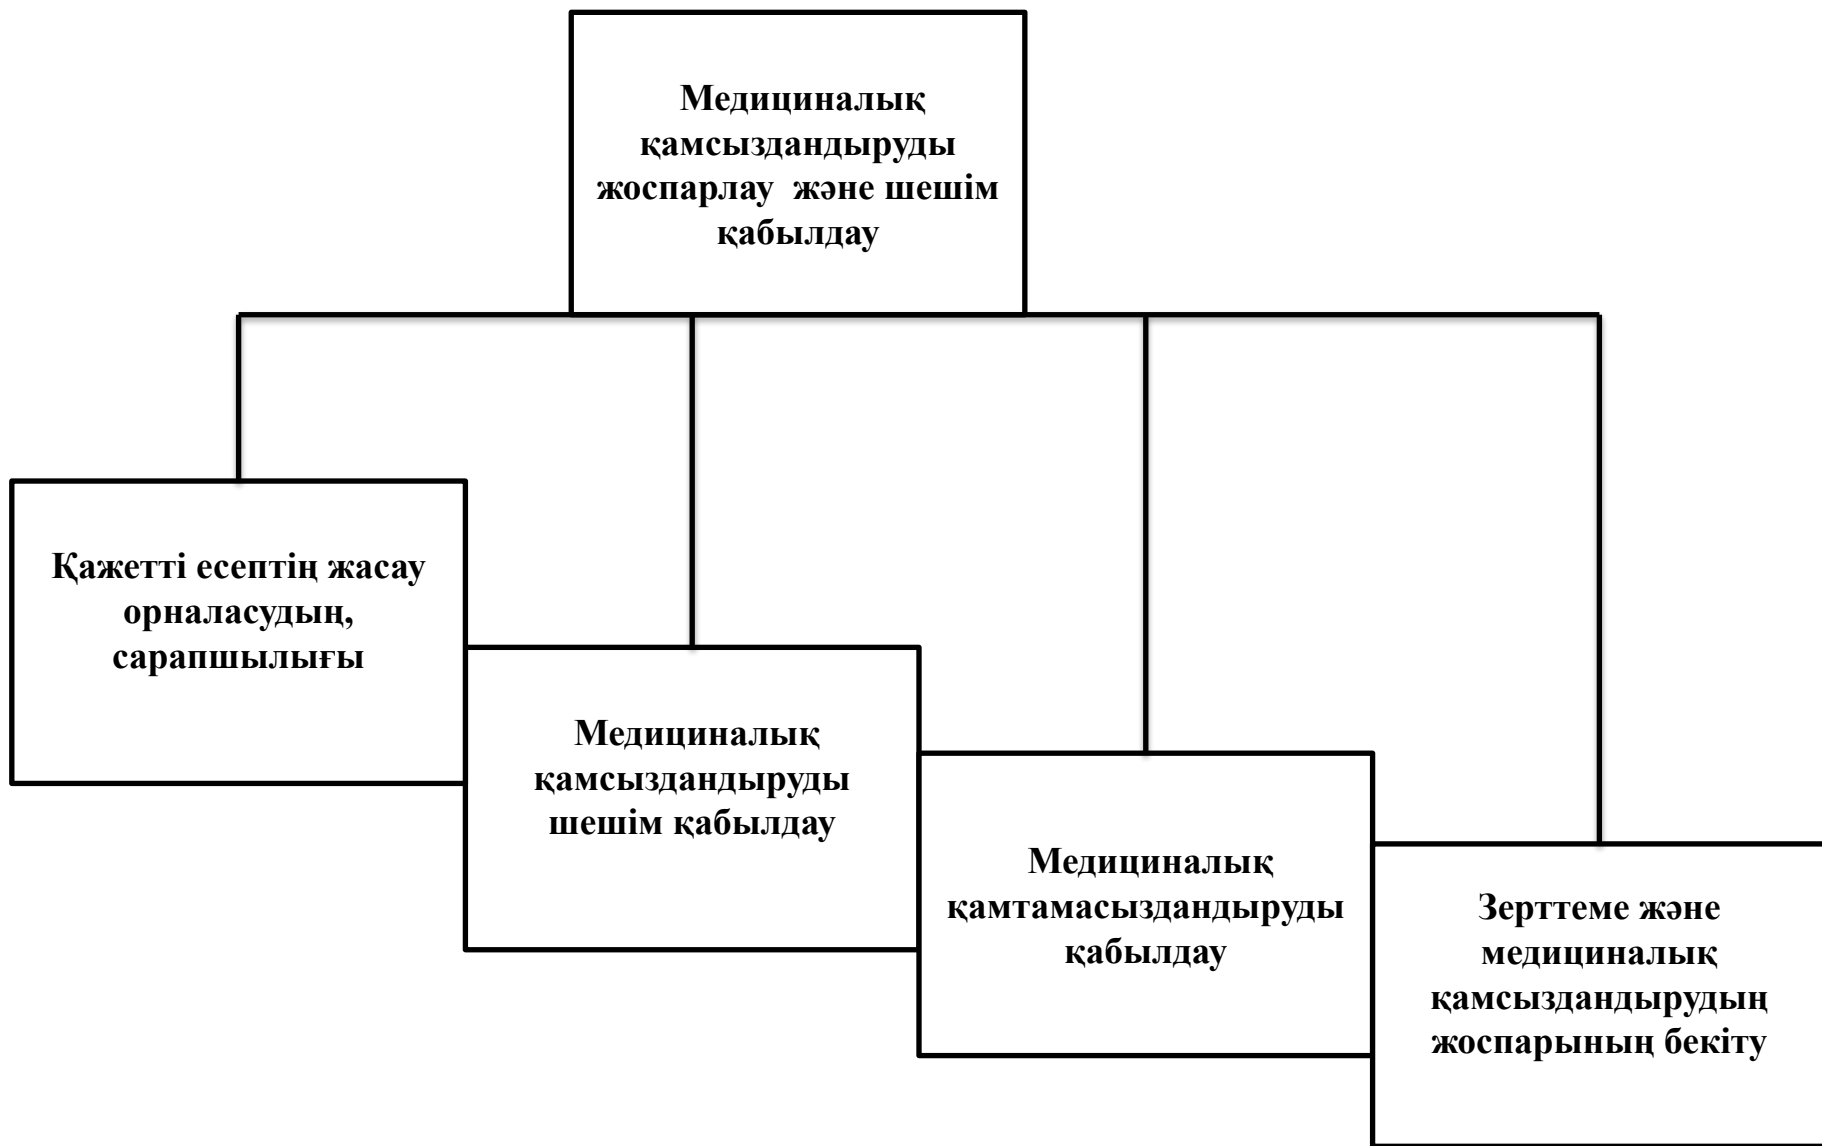 Медициналық
қамсыздандыруды
жоспарлау  және шешім
қабылдау
Қажетті есептің жасау
орналасудың,
сарапшылығы
Медициналық
қамсыздандыруды
шешім қабылдау
Медициналық
қамтамасыздандыруды
қабылдау
Зерттеме және
медициналық
қамсыздандырудың
жоспарының бекіту